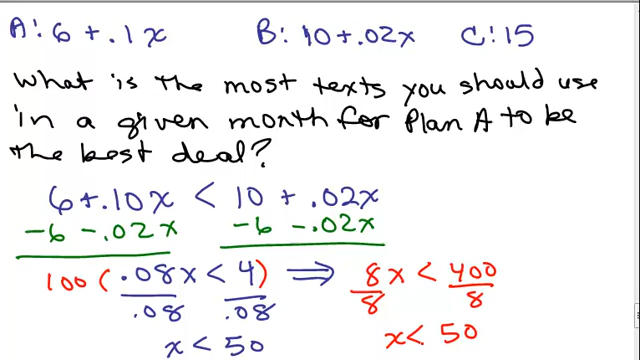 A: 6 + .1x   B: 10 + .02x   C: 15
What is the most texts you should use
in a given month for Plan A to be
the best deal?
6 + .10x < 10 + .02x
-6 - .02x   -6 - .02x
100 ( .08x < 4 ) ⟹ 8x < 400
.08   .08   8   8
x < 50   x < 50